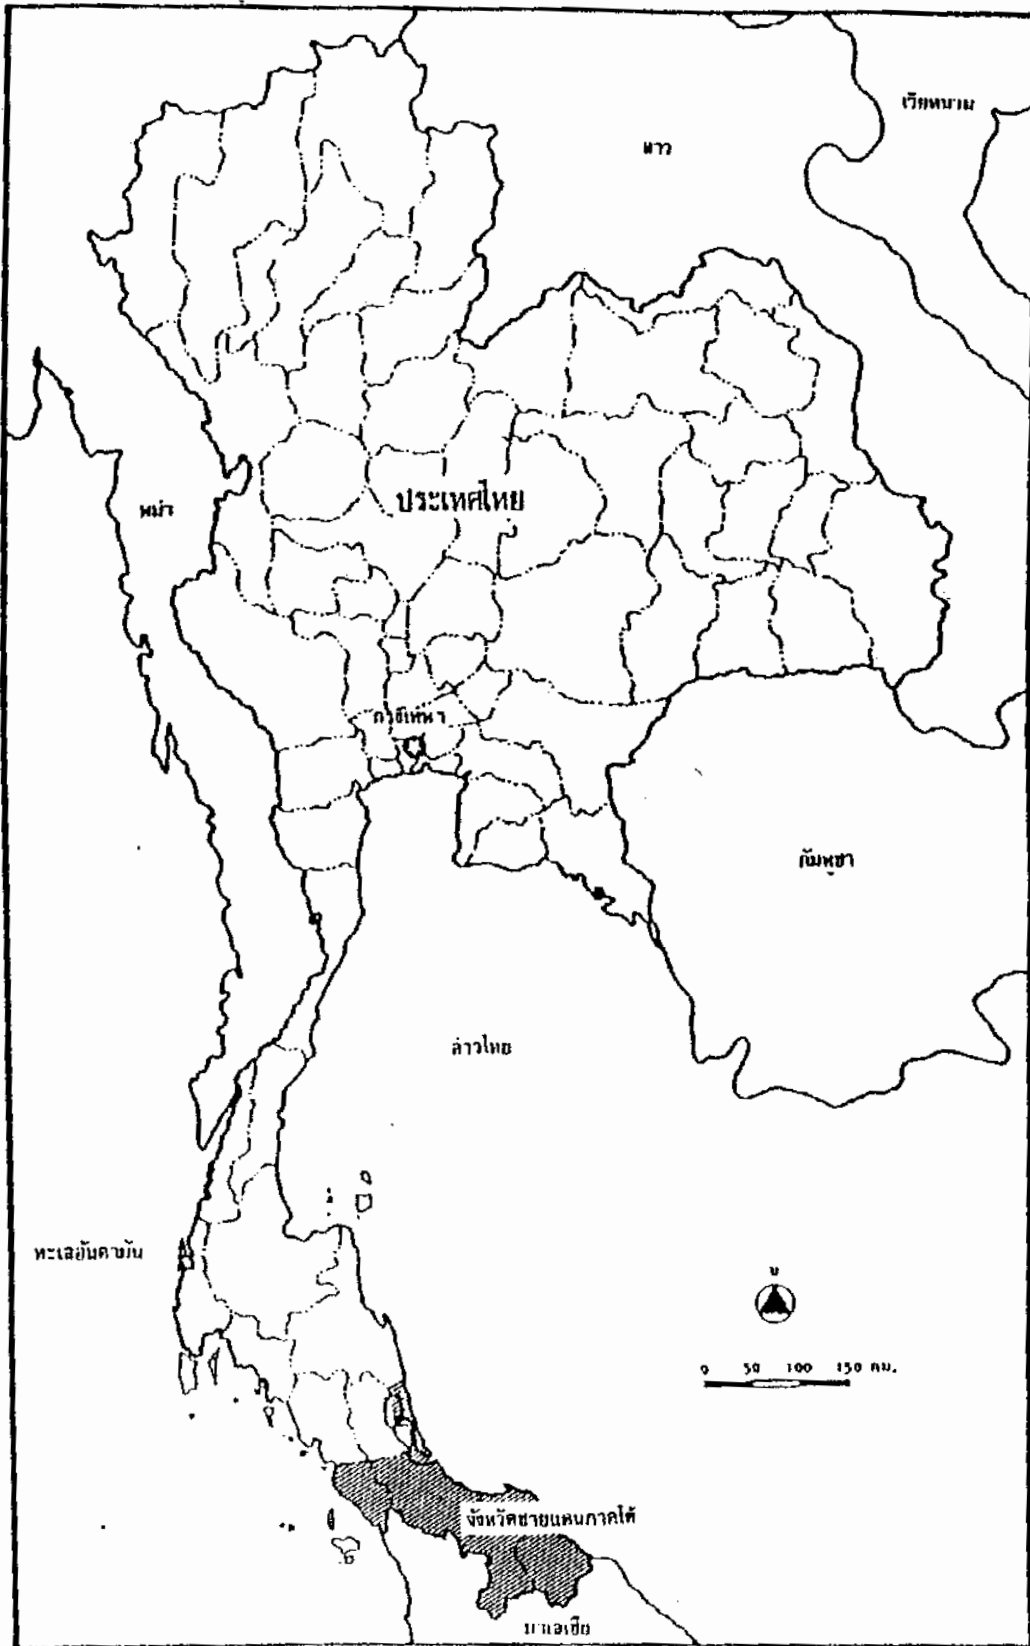 เวียดนาม
ลาว
ประเทศไทย
พม่า
กรุงเทพฯ
กัมพูชา
อ่าวไทย
ทะเลอันดามัน
น
0 50 100 150 กม.
จังหวัดชายแดนภาคใต้
มาเลเซีย